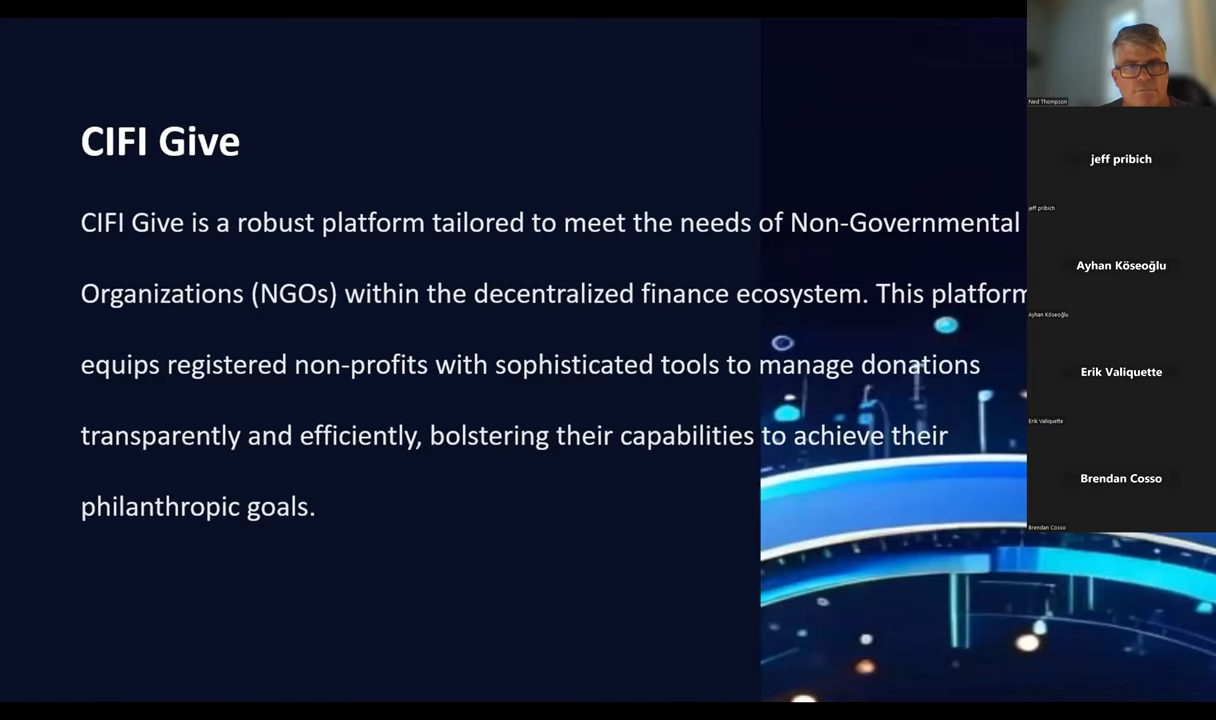 CIFI Give
CIFI Give is a robust platform tailored to meet the needs of Non-Governmental
Organizations (NGOs) within the decentralized finance ecosystem. This platform
equips registered non-profits with sophisticated tools to manage donations
transparently and efficiently, bolstering their capabilities to achieve their
philanthropic goals.
Ned Thompson
jeff pribich
jeff pribich
Ayhan Köseoğlu
Ayhan Köseoğlu
Erik Valiquette
Erik Valiquette
Brendan Cosso
Brendan Cosso